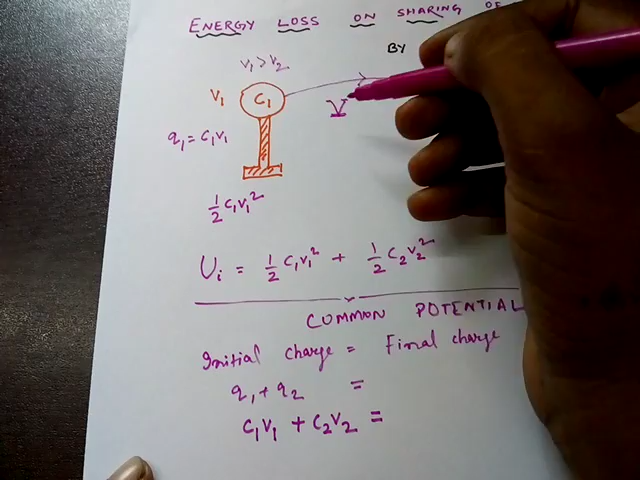 ENERGY LOSS ON SHARING OF
BY
V₁ > V₂
V₁ C₁ V
q₁ = C₁V₁
½ C₁V₁²
Uᵢ = ½ C₁V₁² + ½ C₂V₂²
COMMON POTENTIAL
Initial charge = Final charge
q₁ + q₂ =
C₁V₁ + C₂V₂ =